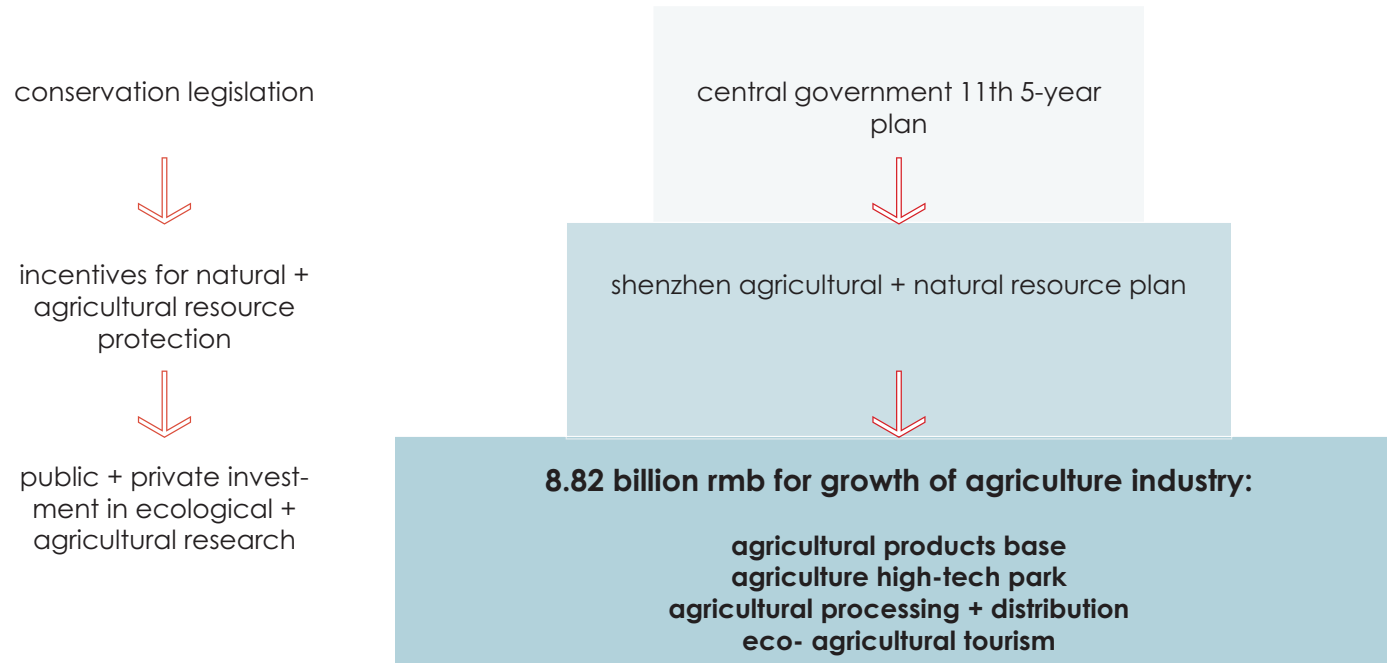 conservation legislation
incentives for natural +
agricultural resource
protection
public + private invest-
ment in ecological +
agricultural research
central government 11th 5-year
plan
shenzhen agricultural + natural resource plan
8.82 billion rmb for growth of agriculture industry:
agricultural products base
agriculture high-tech park
agricultural processing + distribution
eco- agricultural tourism